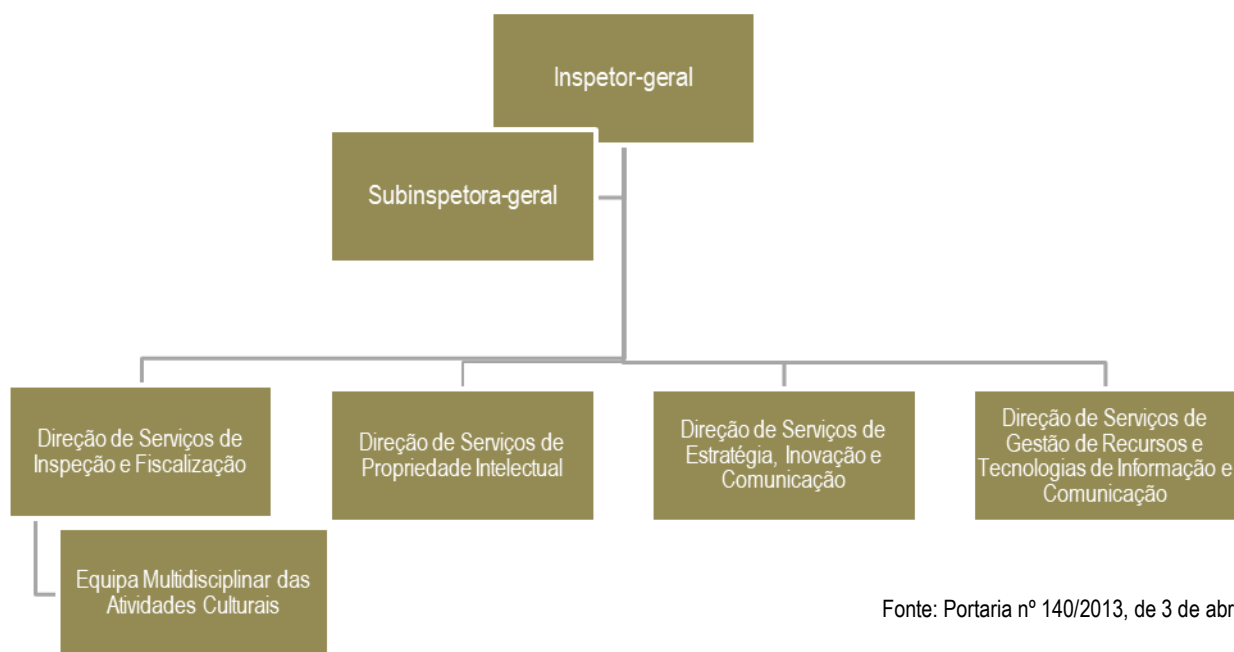 Inspetor-geral
Subinspetora-geral
Direção de Serviços de
Inspeção e Fiscalização
Direção de Serviços de
Propriedade Intelectual
Direção de Serviços de
Estratégia, Inovação e
Comunicação
Direção de Serviços de
Gestão de Recursos e
Tecnologias de Informação e
Comunicação
Equipa Multidisciplinar das
Atividades Culturais
Fonte: Portaria nº 140/2013, de 3 de abr